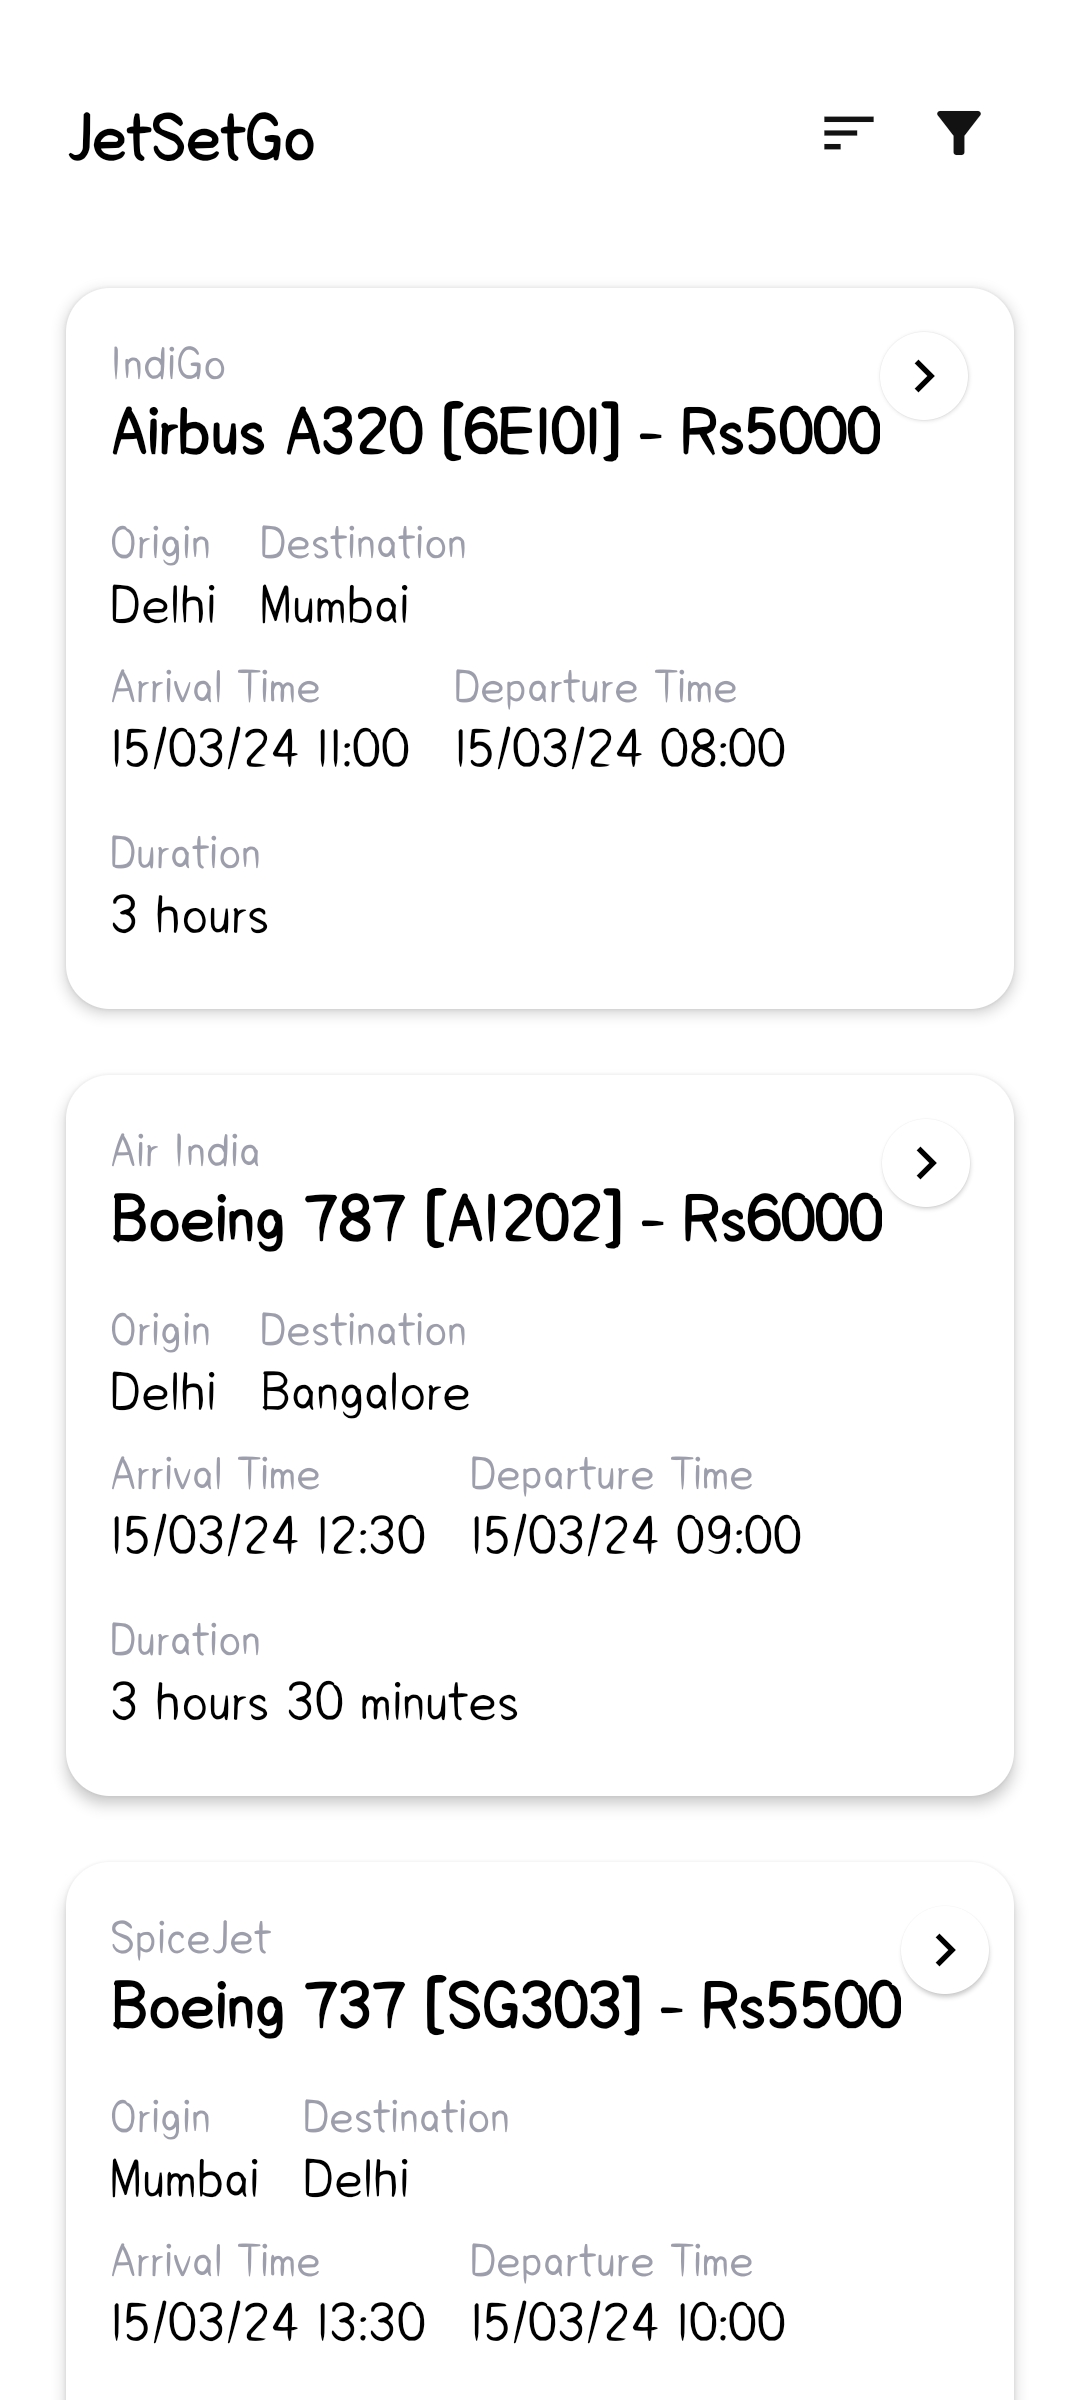 JetSetGo
IndiGo
Airbus A320 [6E101] - Rs5000
Origin Destination
Delhi Mumbai
Arrival Time Departure Time
15/03/24 11:00 15/03/24 08:00
Duration
3 hours
Air India
Boeing 787 [AI202] - Rs6000
Origin Destination
Delhi Bangalore
Arrival Time Departure Time
15/03/24 12:30 15/03/24 09:00
Duration
3 hours 30 minutes
SpiceJet
Boeing 737 [SG303] - Rs5500
Origin Destination
Mumbai Delhi
Arrival Time Departure Time
15/03/24 13:30 15/03/24 10:00